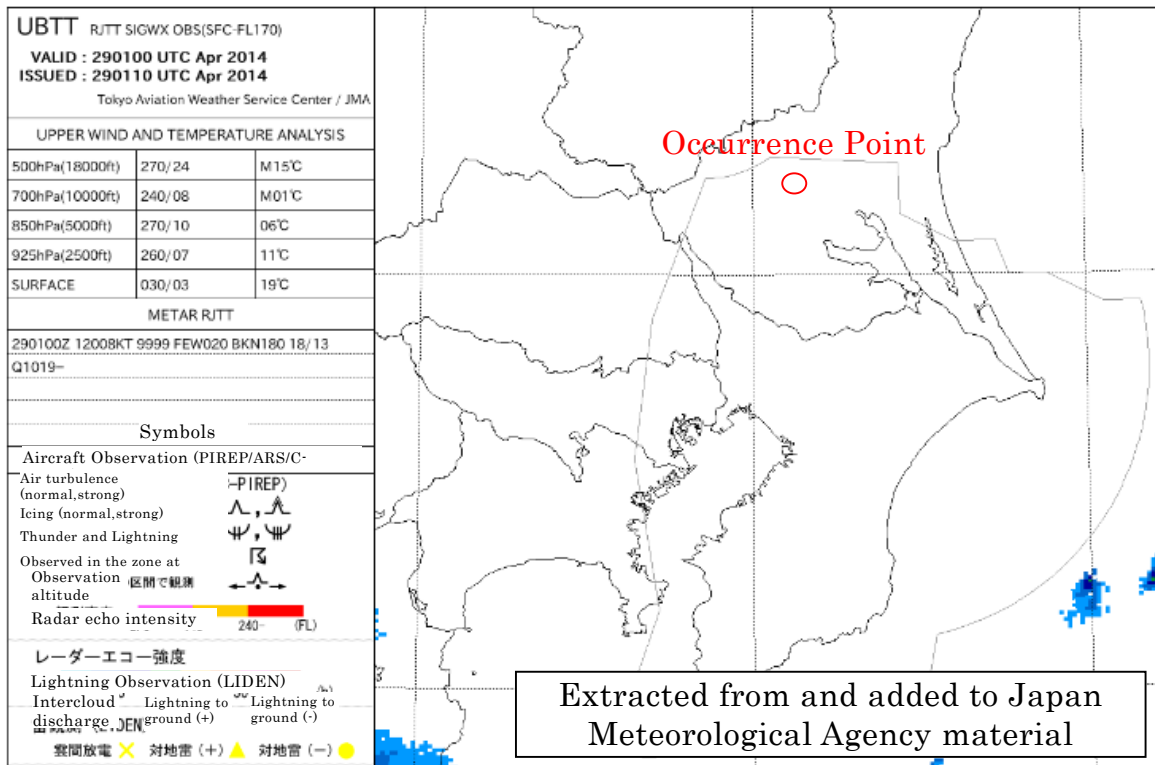 UBTT RJTT SIGWX OBS(SFC-FL170)
VALID : 290100 UTC Apr 2014
ISSUED : 290110 UTC Apr 2014
Tokyo Aviation Weather Service Center / JMA
UPPER WIND AND TEMPERATURE ANALYSIS
500hPa(18000ft) 270/24 M15℃
700hPa(10000ft) 240/08 M01℃
850hPa(5000ft) 270/10 06℃
925hPa(2500ft) 260/07 11℃
SURFACE 030/03 19℃
METAR RJTT
290100Z 12008KT 9999 FEW020 BKN180 18/13
Q1019-
Symbols
Aircraft Observation (PIREP/ARS/C-
-PIREP)
Air turbulence
(normal,strong)
Icing (normal,strong)
Thunder and Lightning
Observed in the zone at
Observation 区間で観測
altitude
Radar echo intensity 240- (FL)
レーダーエコー強度
Lightning Observation (LIDEN)
Intercloud discharge
Lightning to ground (+)
Lightning to ground (-)
雲間放電 対地雷 (+) 対地雷 (−)
Occurrence Point
Extracted from and added to Japan
Meteorological Agency material